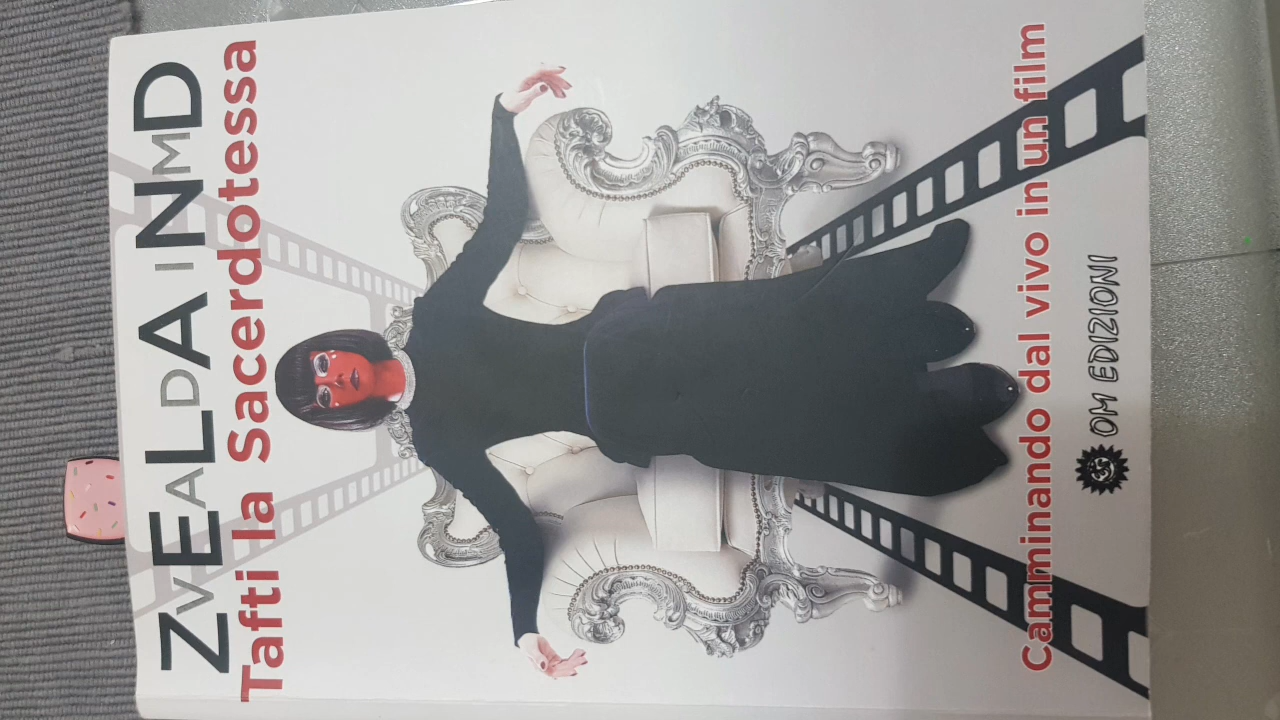 ZVEALDAINMD
Tafti la Sacerdotessa
Camminando dal vivo in un film
OM EDIZIONI